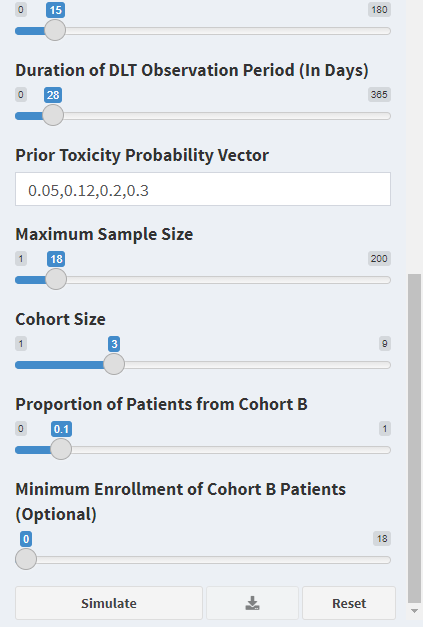 0 15 180
Duration of DLT Observation Period (In Days)
0 28 365
Prior Toxicity Probability Vector
0.05,0.12,0.2,0.3
Maximum Sample Size
1 18 200
Cohort Size
1 3 9
Proportion of Patients from Cohort B
0 0.1 1
Minimum Enrollment of Cohort B Patients
(Optional)
0 18
Simulate Reset